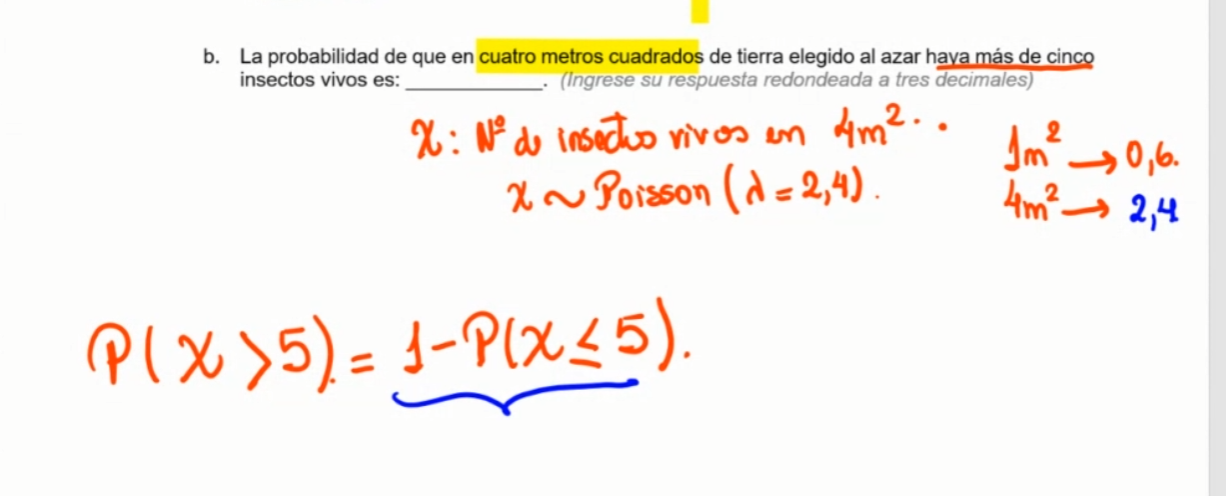 b. La probabilidad de que en cuatro metros cuadrados de tierra elegido al azar haya más de cinco
insectos vivos es: ____________. (Ingrese su respuesta redondeada a tres decimales)
X: Nº de insectos vivos en 4m².
X ~ Poisson (λ = 2,4).
1m² → 0,6.
4m² → 2,4
P(X > 5) = 1-P(X ≤ 5).